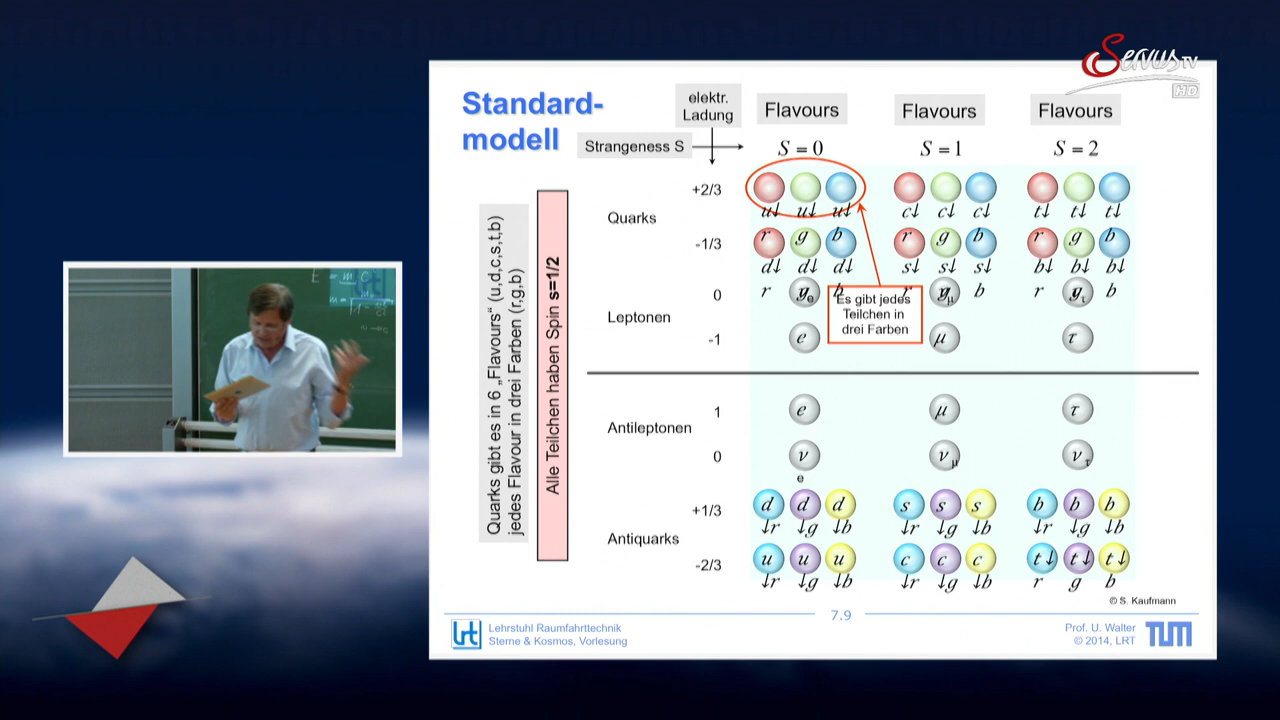 Servus TV
HD
Standard-
modell
elektr.
Ladung
Flavours
Flavours
Flavours
Strangeness S
S = 0
S = 1
S = 2
+2/3
Quarks
u↓ u↓ u↓
c↓ c↓ c↓
t↓ t↓ t↓
r g b
r g b
r g b
-1/3
d↓ d↓ d↓
s↓ s↓ s↓
b↓ b↓ b↓
0
r g b
r g b
r g b
e
μ
τ
Es gibt jedes
Teilchen in
drei Farben
Leptonen
-1
e
μ
τ
1
e
μ
τ
Antileptonen
0
ν e
ν μ
ν τ
+1/3
d d d
s s s
b b b
↓r ↓g ↓b
↓r ↓g ↓b
↓r ↓g ↓b
Antiquarks
-2/3
u u u
c c c
t↓ t↓ t↓
↓r ↓g ↓b
↓r ↓g ↓b
r g b
Quarks gibt es in 6 „Flavours“ (u,d,c,s,t,b)
jedes Flavour in drei Farben (r,g,b)
Alle Teilchen haben Spin s=1/2
© S. Kaufmann
7.9
lrt
Lehrstuhl Raumfahrttechnik
Sterne & Kosmos, Vorlesung
Prof. U. Walter
© 2014, LRT
TUM